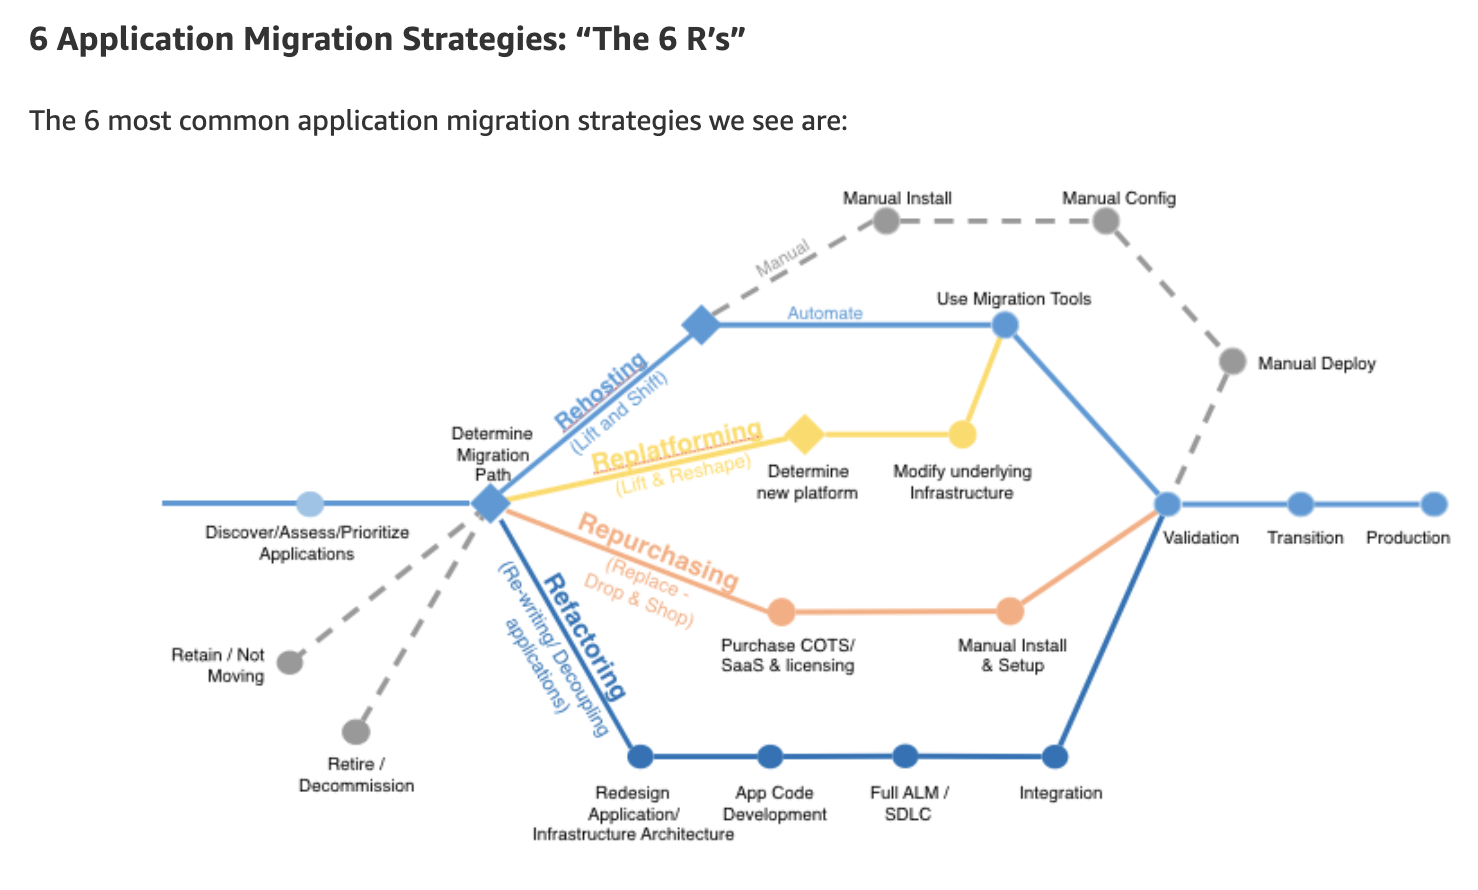 6 Application Migration Strategies: “The 6 R’s”
The 6 most common application migration strategies we see are:
Manual Install
Manual Config
Manual
Use Migration Tools
Automate
Manual Deploy
Rehosting
(Lift and Shift)
Determine
Migration
Path
Replatforming
(Lift & Reshape)
Determine
new platform
Modify underlying
Infrastructure
Discover/Assess/Prioritize
Applications
Repurchasing
(Replace -
Drop & Shop)
Validation
Transition
Production
Refactoring
(Re-writing/ Decoupling
applications)
Purchase COTS/
SaaS & licensing
Manual Install
& Setup
Retain / Not
Moving
Retire /
Decommission
Redesign
Application/
Infrastructure Architecture
App Code
Development
Full ALM /
SDLC
Integration